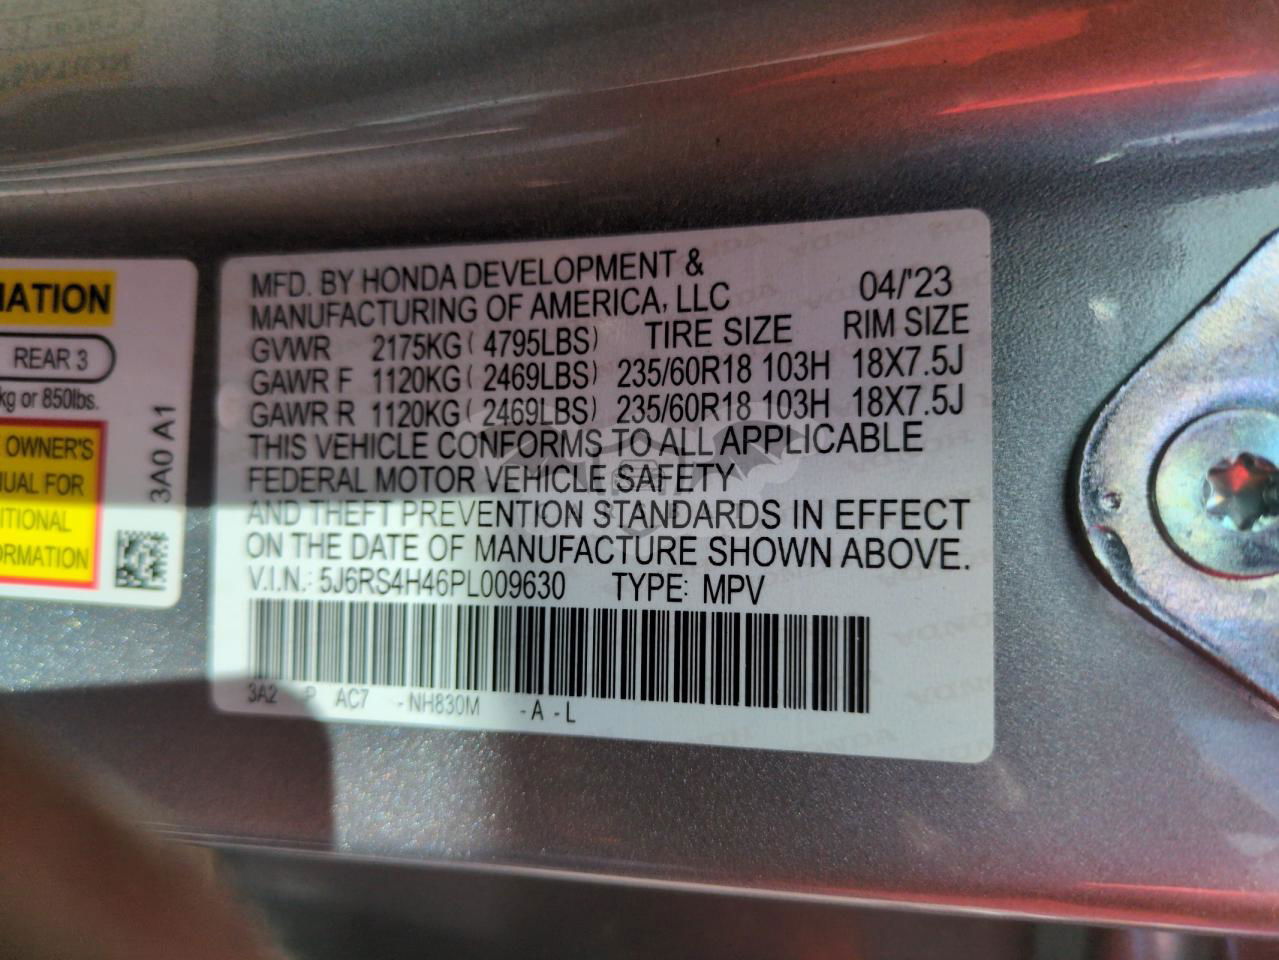 MATION
REAR 3
kg or 850lbs.
OWNER'S
FOR
ORMATION
3A0 A1
MFD. BY HONDA DEVELOPMENT &
MANUFACTURING OF AMERICA, LLC 04/'23
GVWR 2175KG ( 4795LBS) TIRE SIZE RIM SIZE
GAWR F 1120KG ( 2469LBS) 235/60R18 103H 18X7.5J
GAWR R 1120KG ( 2469LBS) 235/60R18 103H 18X7.5J
THIS VEHICLE CONFORMS TO ALL APPLICABLE
FEDERAL MOTOR VEHICLE SAFETY
AND THEFT PREVENTION STANDARDS IN EFFECT
ON THE DATE OF MANUFACTURE SHOWN ABOVE.
V.I.N.: 5J6RS4H46PL009630 TYPE: MPV
3A2 P AC7 -NH830M -A -L